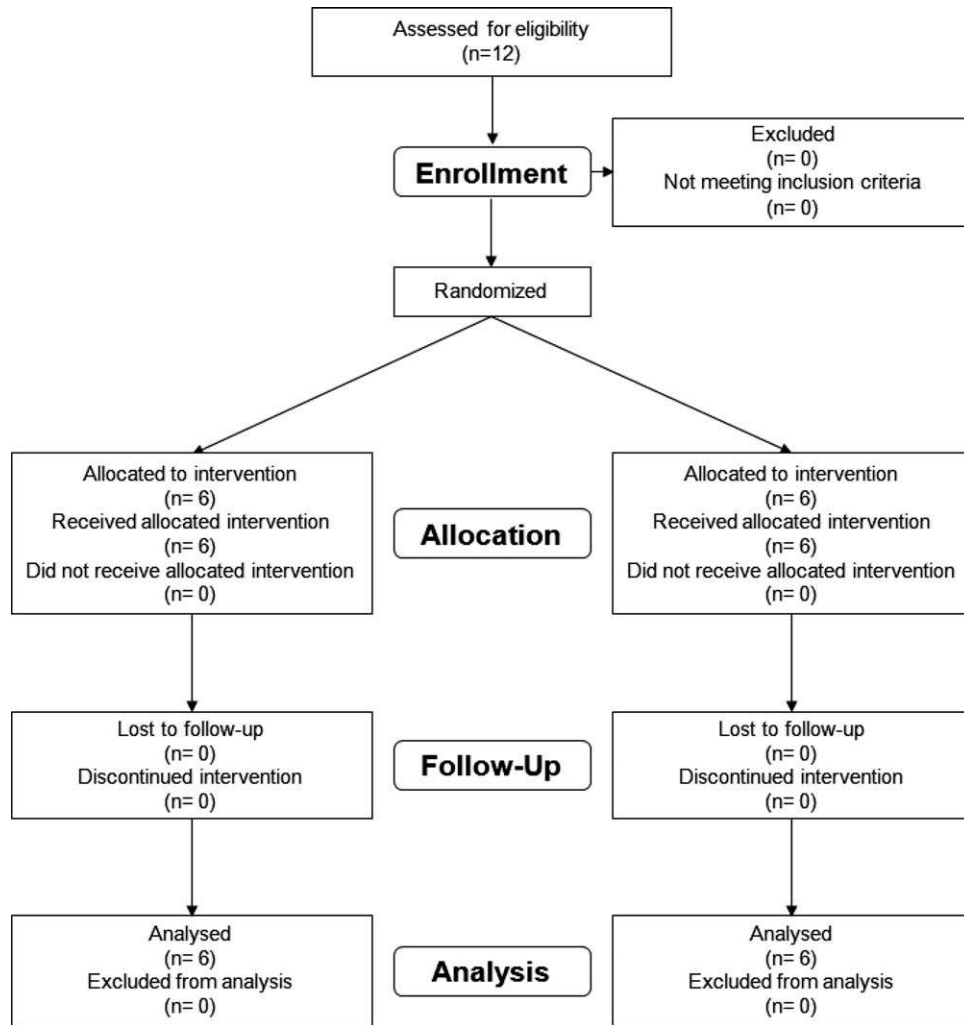 Assessed for eligibility
(n=12)
Enrollment
Excluded
(n= 0)
Not meeting inclusion criteria
(n= 0)
Randomized
Allocated to intervention
(n= 6)
Received allocated intervention
(n= 6)
Did not receive allocated intervention
(n= 0)
Allocation
Allocated to intervention
(n= 6)
Received allocated intervention
(n= 6)
Did not receive allocated intervention
(n= 0)
Lost to follow-up
(n= 0)
Discontinued intervention
(n= 0)
Follow-Up
Lost to follow-up
(n= 0)
Discontinued intervention
(n= 0)
Analysed
(n= 6)
Excluded from analysis
(n= 0)
Analysis
Analysed
(n= 6)
Excluded from analysis
(n= 0)